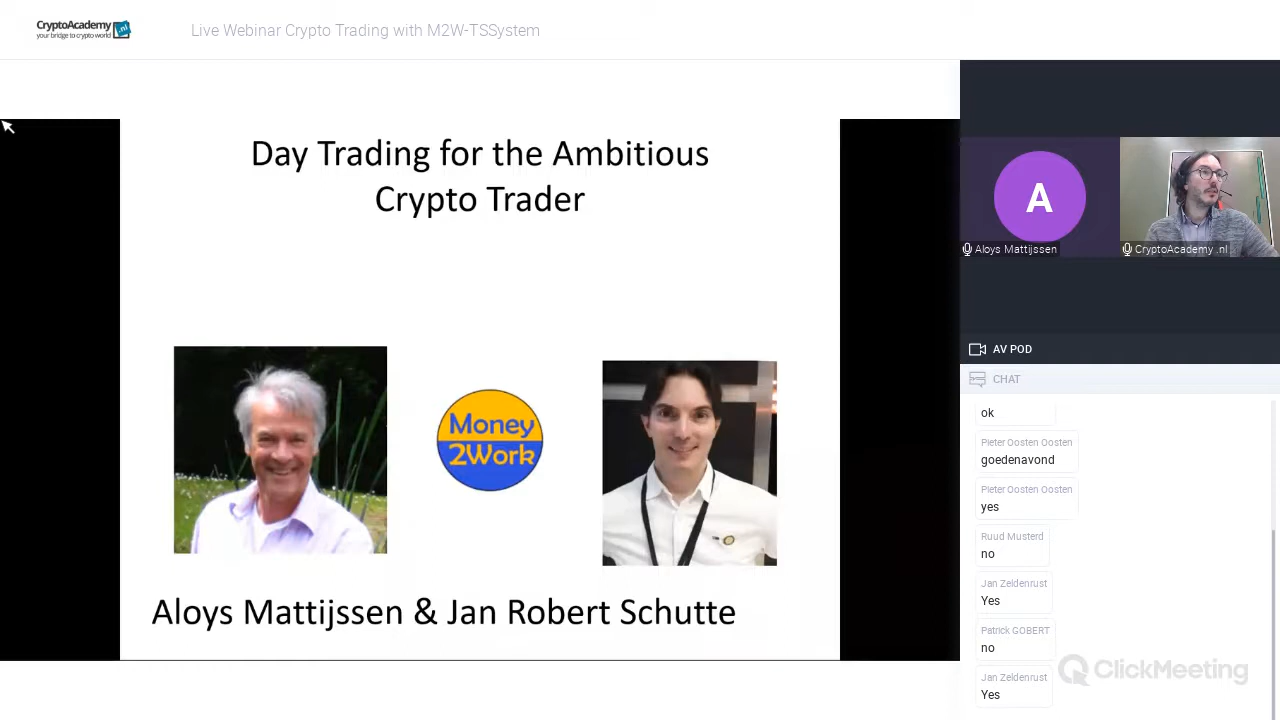 CryptoAcademy .nl
your bridge to crypto world
Live Webinar Crypto Trading with M2W-TSSystem
Day Trading for the Ambitious
Crypto Trader
Money
2Work
Aloys Mattijssen & Jan Robert Schutte
A
Aloys Mattijssen
CryptoAcademy .nl
AV POD
CHAT
ok
Pieter Oosten Oosten
goedenavond
Pieter Oosten Oosten
yes
Ruud Musterd
no
Jan Zeldenrust
Yes
Patrick GOBERT
no
Jan Zeldenrust
Yes
ClickMeeting